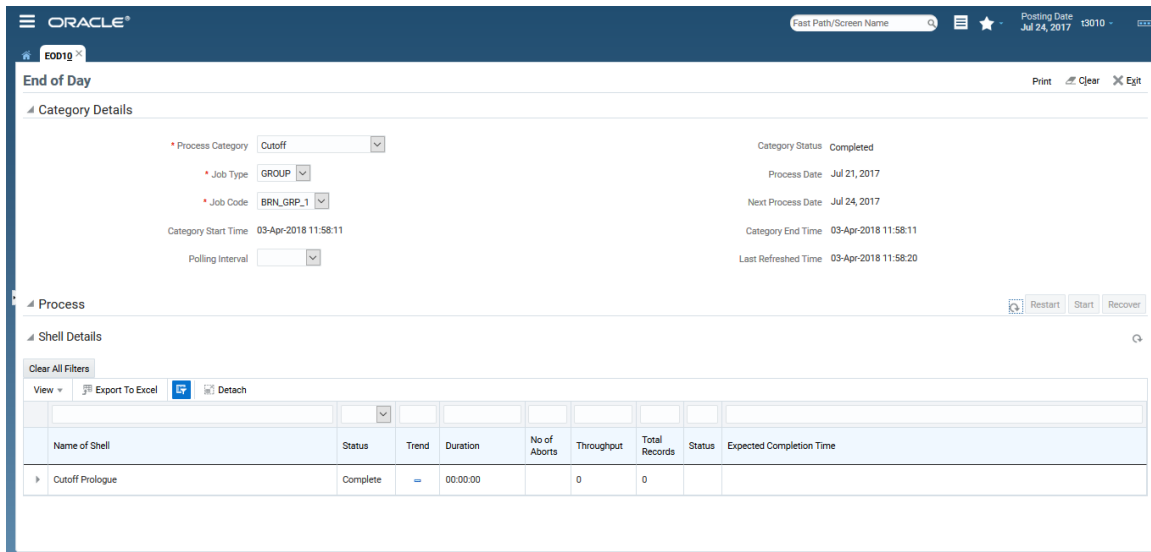 ORACLE®
Fast Path/Screen Name
Posting Date
Jul 24, 2017
t3010
EOD10
End of Day
Print Clear Exit
Category Details
* Process Category Cutoff
Category Status Completed
* Job Type GROUP
Process Date Jul 21, 2017
* Job Code BRN_GRP_1
Next Process Date Jul 24, 2017
Category Start Time 03-Apr-2018 11:58:11
Category End Time 03-Apr-2018 11:58:11
Polling Interval
Last Refreshed Time 03-Apr-2018 11:58:20
Process
Restart Start Recover
Shell Details
Clear All Filters
View Export To Excel Detach
Name of Shell Status Trend Duration No of Aborts Throughput Total Records Status Expected Completion Time
Cutoff Prologue Complete 00:00:00 0 0